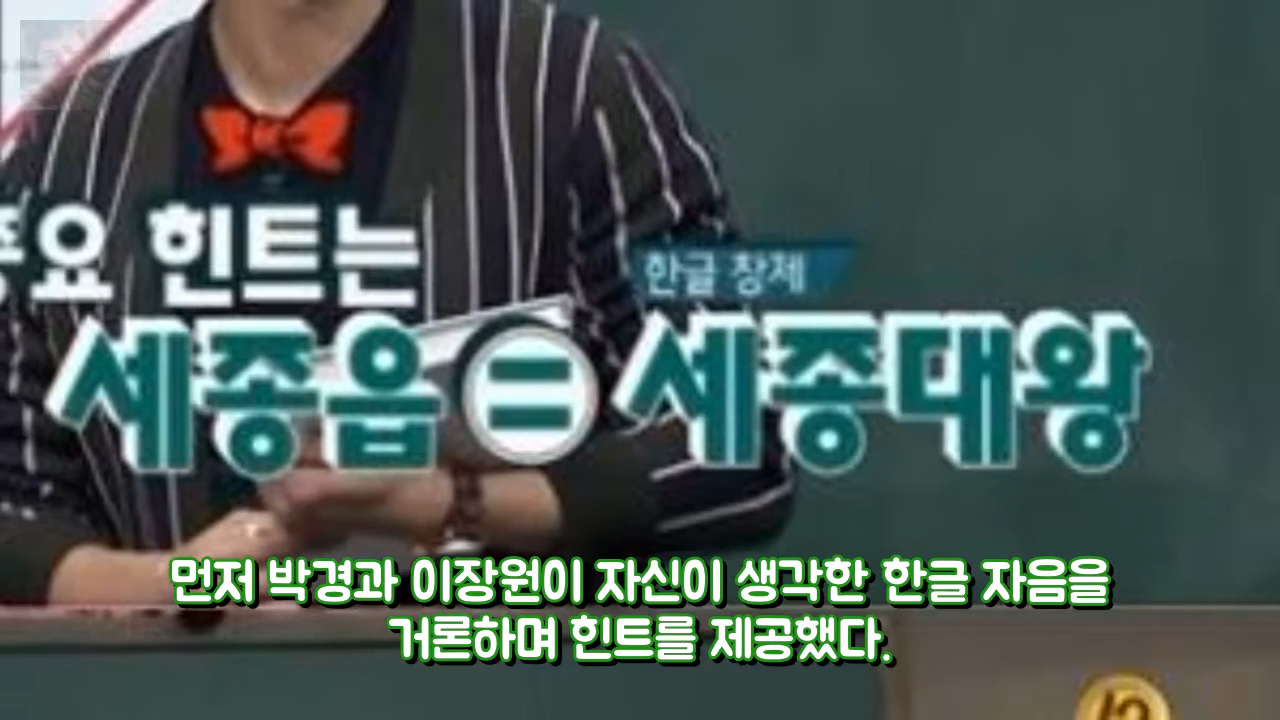 요 힌트는
한글 창제
세종읍 = 세종대왕
먼저 박경과 이장원이 자신이 생각한 한글 자음을
거론하며 힌트를 제공했다.